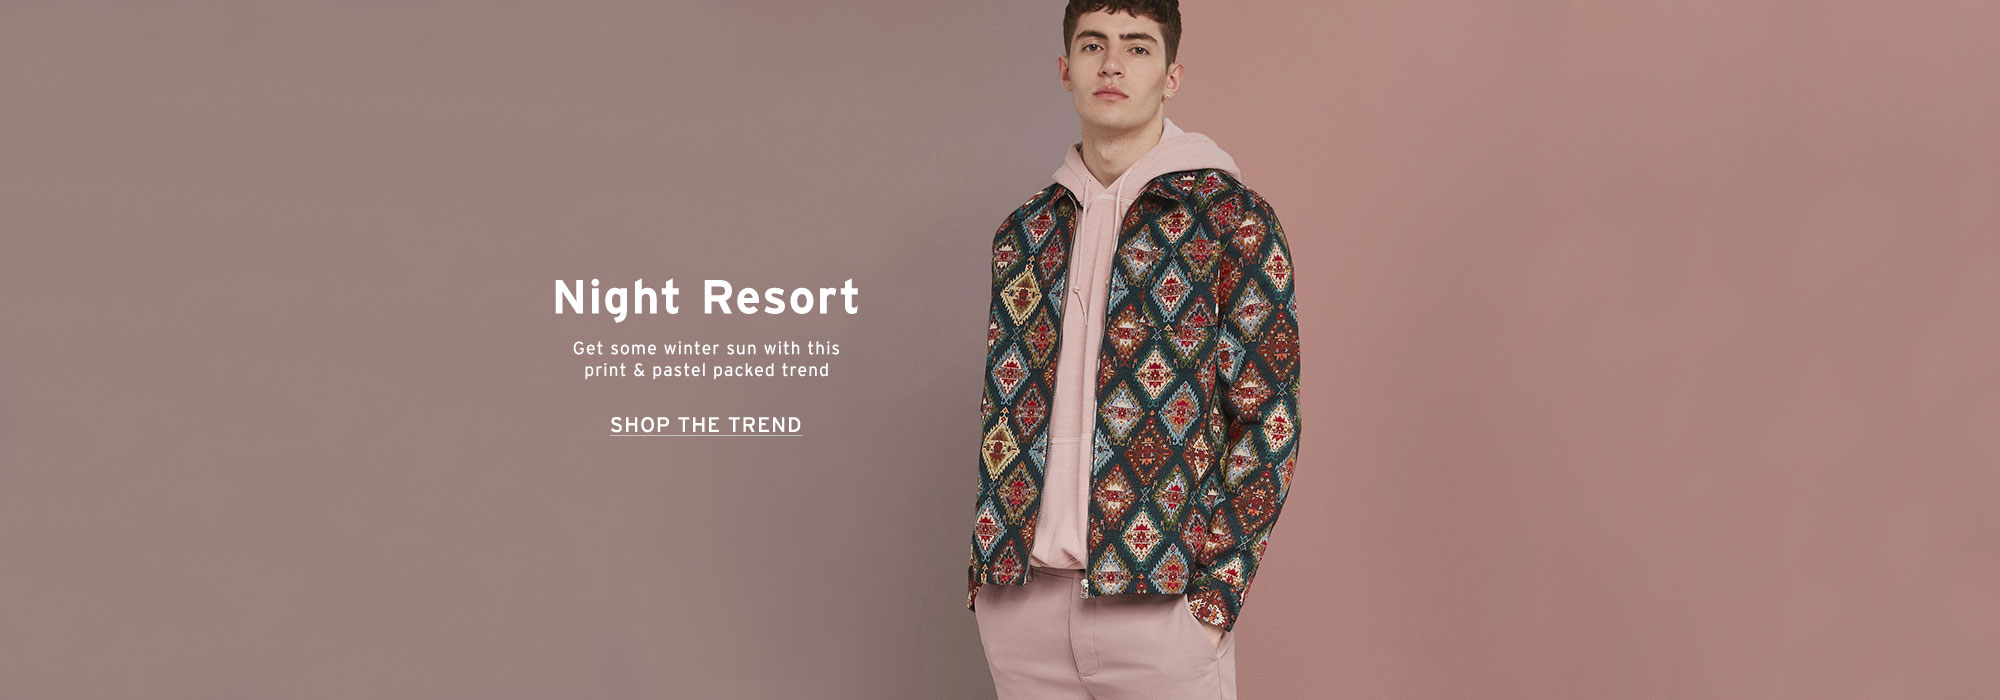 Night Resort
Get some winter sun with this
print & pastel packed trend
SHOP THE TREND